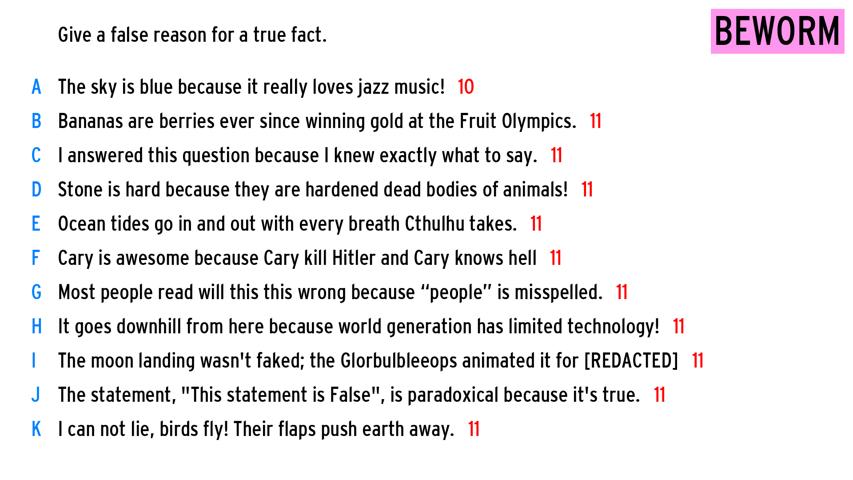 Give a false reason for a true fact.
BEWORM
A The sky is blue because it really loves jazz music! 10
B Bananas are berries ever since winning gold at the Fruit Olympics. 11
C I answered this question because I knew exactly what to say. 11
D Stone is hard because they are hardened dead bodies of animals! 11
E Ocean tides go in and out with every breath Cthulhu takes. 11
F Cary is awesome because Cary kill Hitler and Cary knows hell 11
G Most people read will this this wrong because “people” is misspelled. 11
H It goes downhill from here because world generation has limited technology! 11
I The moon landing wasn't faked; the Glorbulbleeops animated it for [REDACTED] 11
J The statement, "This statement is False", is paradoxical because it's true. 11
K I can not lie, birds fly! Their flaps push earth away. 11